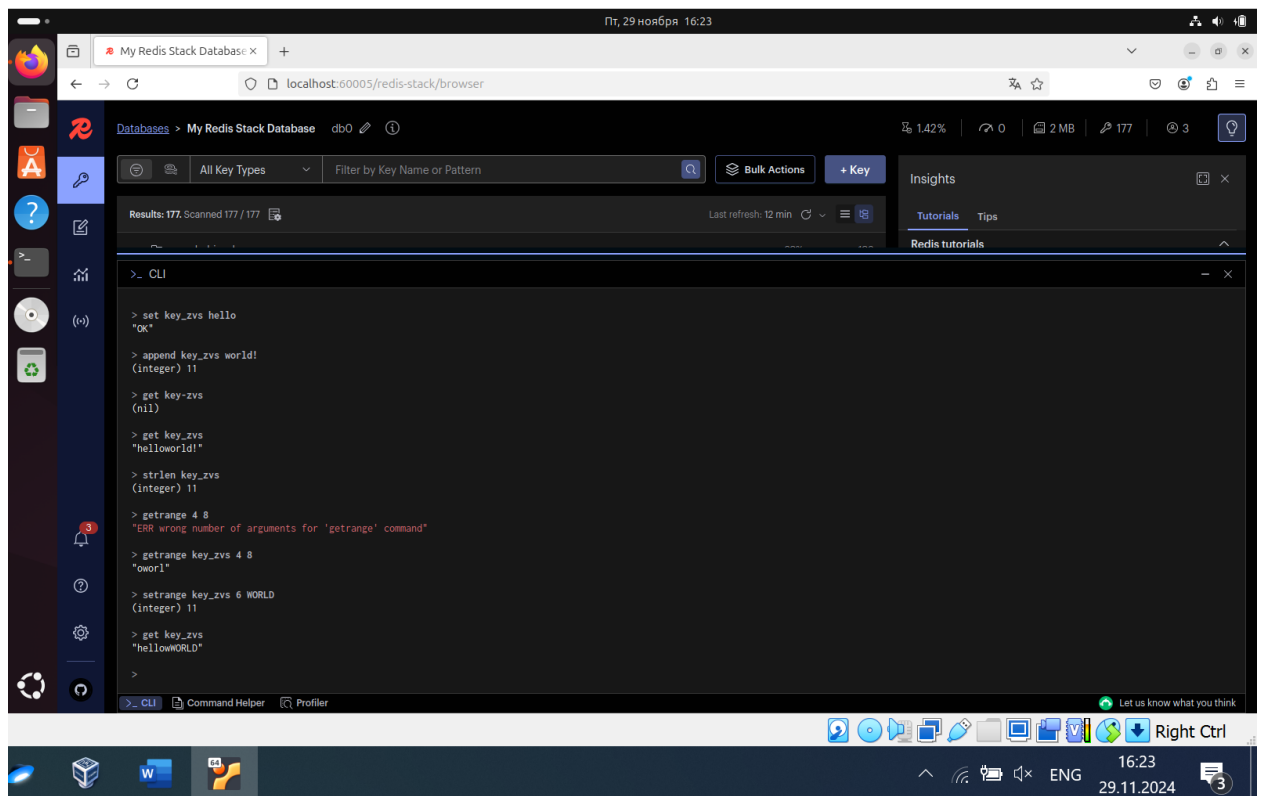 Пт, 29 ноября 16:23
My Redis Stack Database
localhost:60005/redis-stack/browser
Databases > My Redis Stack Database db0
1.42% 0 2 MB 177 3
All Key Types Filter by Key Name or Pattern Bulk Actions + Key
Insights
Results: 177. Scanned 177 / 177 Last refresh: 12 min
Tutorials Tips
Redis tutorials
>_ CLI
> set key_zvs hello
"OK"
> append key_zvs world!
(integer) 11
> get key-zvs
(nil)
> get key_zvs
"helloworld!"
> strlen key_zvs
(integer) 11
> getrange 4 8
"ERR wrong number of arguments for 'getrange' command"
> getrange key_zvs 4 8
"oworl"
> setrange key_zvs 6 WORLD
(integer) 11
> get key_zvs
"hellowWORLD"
>
3
>_ CLI Command Helper Profiler Let us know what you think
Right Ctrl
64
W
ENG
16:23
29.11.2024
3